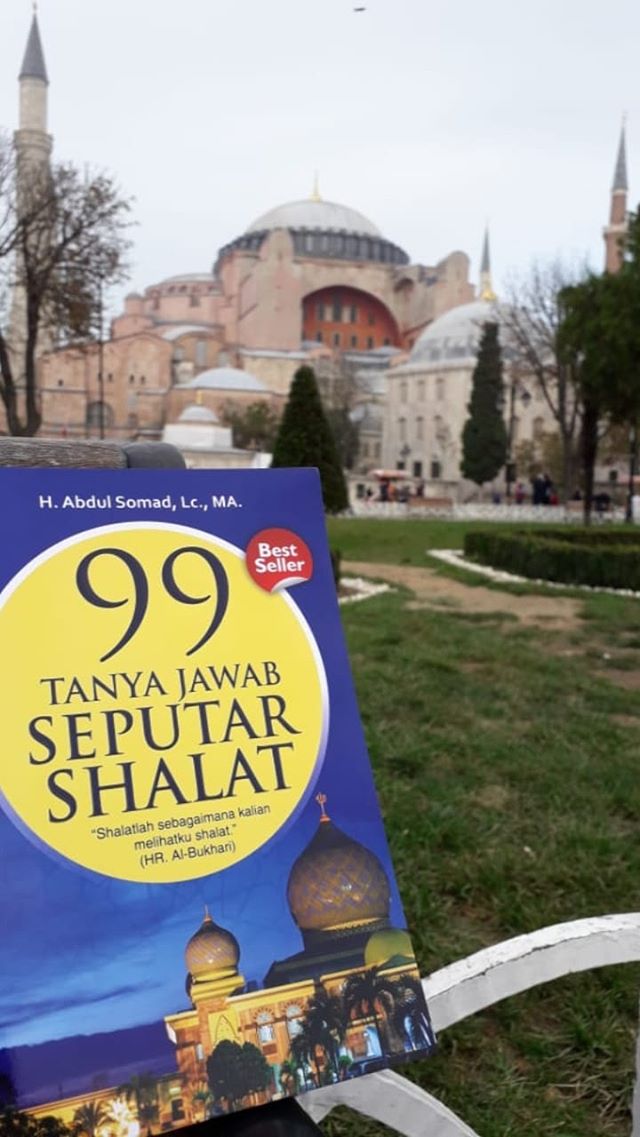 H. Abdul Somad, Lc., MA.
Best
Seller
99
TANYA JAWAB
SEPUTAR
SHALAT
“Shalatlah sebagaimana kalian
melihatku shalat.”
(HR. Al-Bukhari)